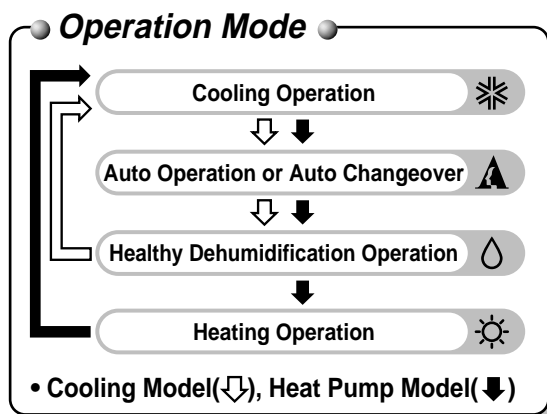 Operation Mode
Cooling Operation
Auto Operation or Auto Changeover
Healthy Dehumidification Operation
Heating Operation
• Cooling Model(⇩), Heat Pump Model(⬇)